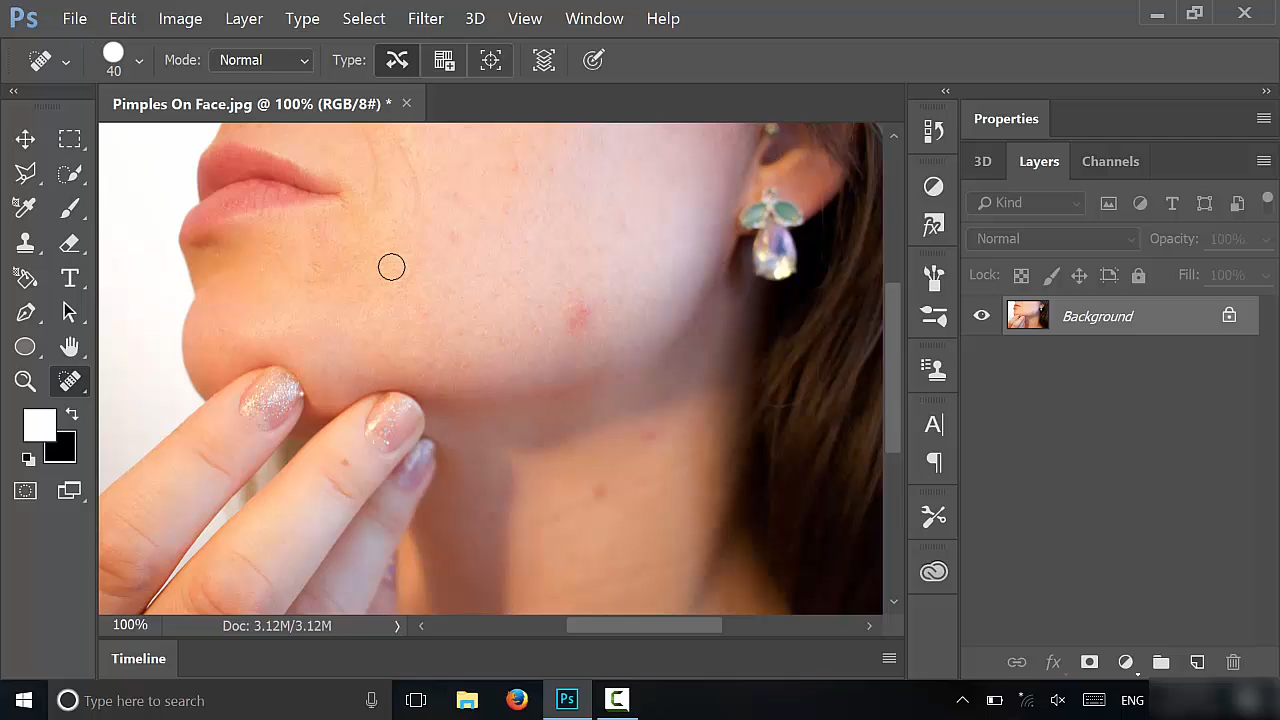 Ps File Edit Image Layer Type Select Filter 3D View Window Help
40 Mode: Normal Type:
Pimples On Face.jpg @ 100% (RGB/8#) * ×
Properties
3D Layers Channels
Kind
Normal Opacity: 100%
Lock: Fill: 100%
Background
100% Doc: 3.12M/3.12M
Timeline
Type here to search Ps ENG